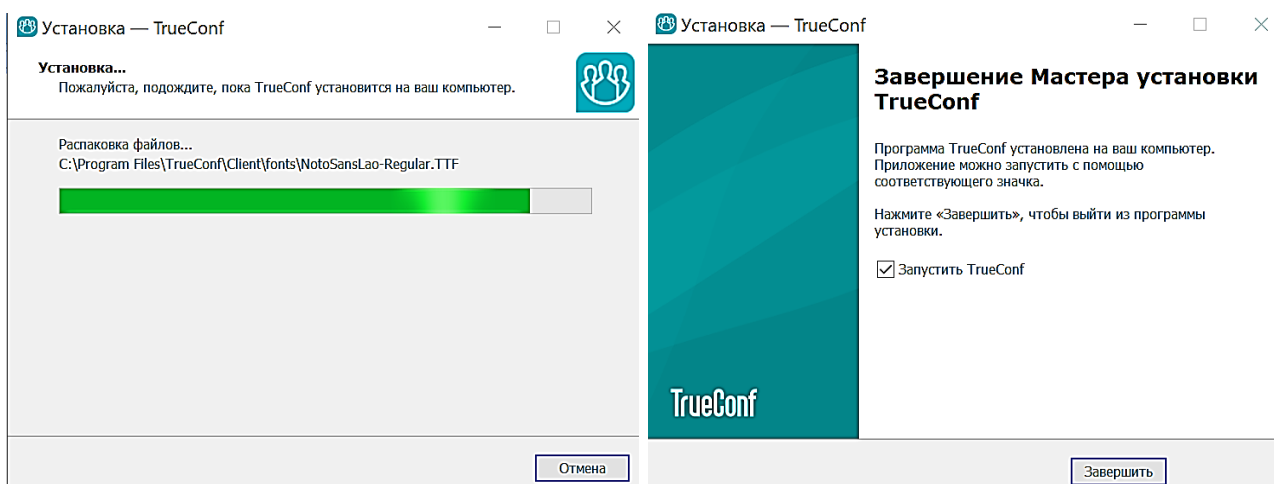 Установка — TrueConf
Установка...
Пожалуйста, подождите, пока TrueConf установится на ваш компьютер.
Распаковка файлов...
C:\Program Files\TrueConf\Client\fonts\NotoSansLao-Regular.TTF
Отмена
Установка — TrueConf
Завершение Мастера установки
TrueConf
Программа TrueConf установлена на ваш компьютер.
Приложение можно запустить с помощью
соответствующего значка.
Нажмите «Завершить», чтобы выйти из программы
установки.
Запустить TrueConf
TrueConf
Завершить